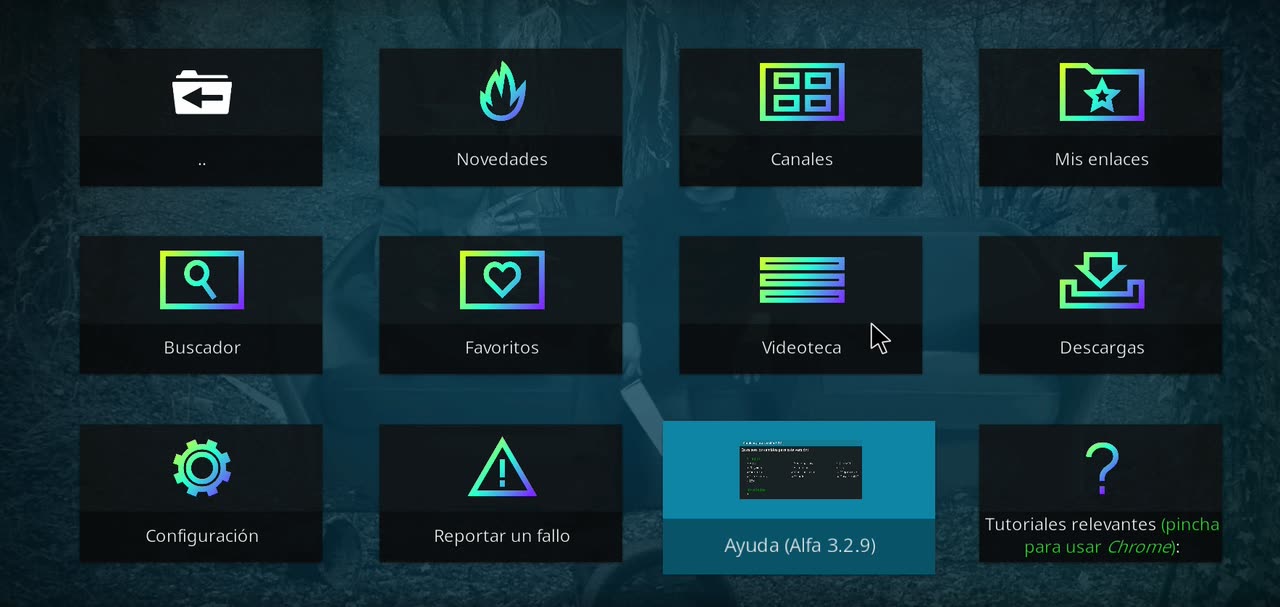 ..
Novedades
Canales
Mis enlaces
Buscador
Favoritos
Videoteca
Descargas
Configuración
Reportar un fallo
Ayuda (Alfa 3.2.9)
Tutoriales relevantes (pincha
para usar Chrome):